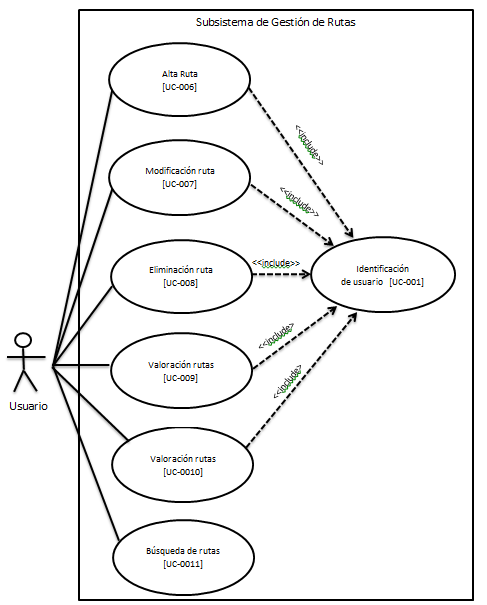 Subsistema de Gestión de Rutas
Alta Ruta
[UC-006]
<<include>>
Modificación ruta
[UC-007]
<<include>>
Eliminación ruta
[UC-008]
<<include>>
Identificación
de usuario [UC-001]
<<include>
Valoración rutas
[UC-009]
<<include>
Usuario
Valoración rutas
[UC-0010]
Búsqueda de rutas
[UC-0011]